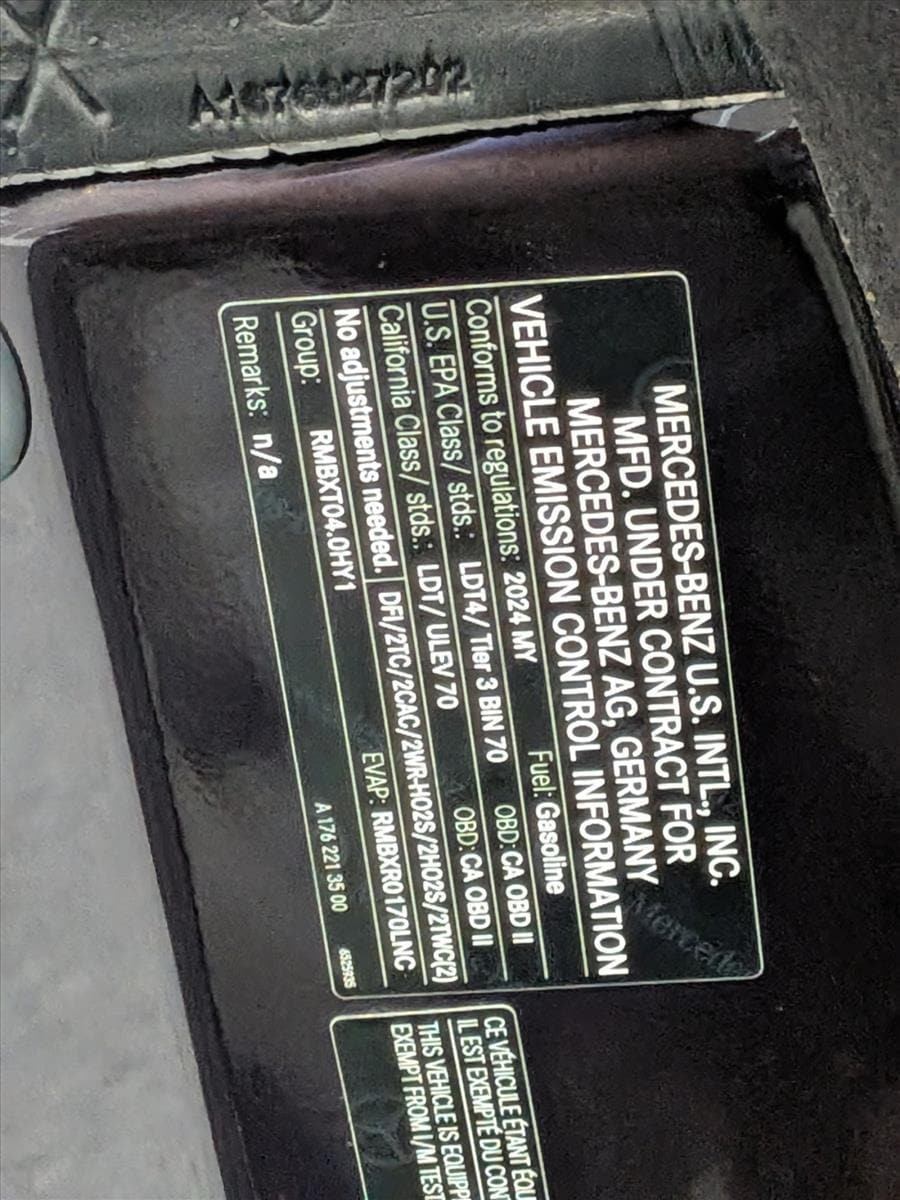 MERCEDES-BENZ U.S. INTL., INC.
MFD. UNDER CONTRACT FOR
MERCEDES-BENZ AG, GERMANY
VEHICLE EMISSION CONTROL INFORMATION
Conforms to regulations: 2024 MY Fuel: Gasoline
U.S. EPA Class/ stds.: LDT4/ Tier 3 BIN 70 OBD: CA OBD II
California Class/ stds.: LDT/ ULEV 70 OBD: CA OBD II
No adjustments needed. DFI/2TC/2CAC/2WR-HO2S/2HO2S/2TWC(2)
Group: RMBXT04.0HY1 EVAP: RMBXR0170LNC
Remarks: n/a A 176 221 35 00
CE VÉHICULE ÉTANT ÉQU
IL EST EXEMPTÉ DU CON
THIS VEHICLE IS EQUIPP
EXEMPT FROM I/M TEST